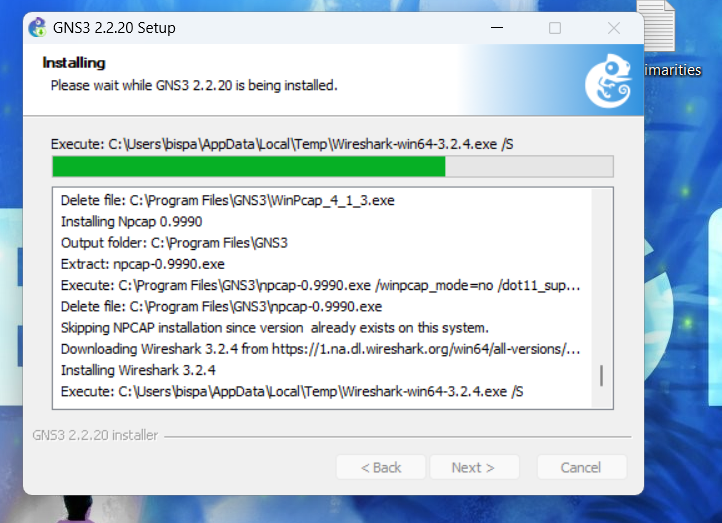 GNS3 2.2.20 Setup
Installing
Please wait while GNS3 2.2.20 is being installed.
imarities
Execute: C:\Users\bispa\AppData\Local\Temp\Wireshark-win64-3.2.4.exe /S
Delete file: C:\Program Files\GNS3\WinPcap_4_1_3.exe
Installing Npcap 0.9990
Output folder: C:\Program Files\GNS3
Extract: npcap-0.9990.exe
Execute: C:\Program Files\GNS3\npcap-0.9990.exe /winpcap_mode=no /dot11_sup...
Delete file: C:\Program Files\GNS3\npcap-0.9990.exe
Skipping NPCAP installation since version  already exists on this system.
Downloading Wireshark 3.2.4 from https://1.na.dl.wireshark.org/win64/all-versions/...
Installing Wireshark 3.2.4
Execute: C:\Users\bispa\AppData\Local\Temp\Wireshark-win64-3.2.4.exe /S
GNS3 2.2.20 installer
< Back
Next >
Cancel